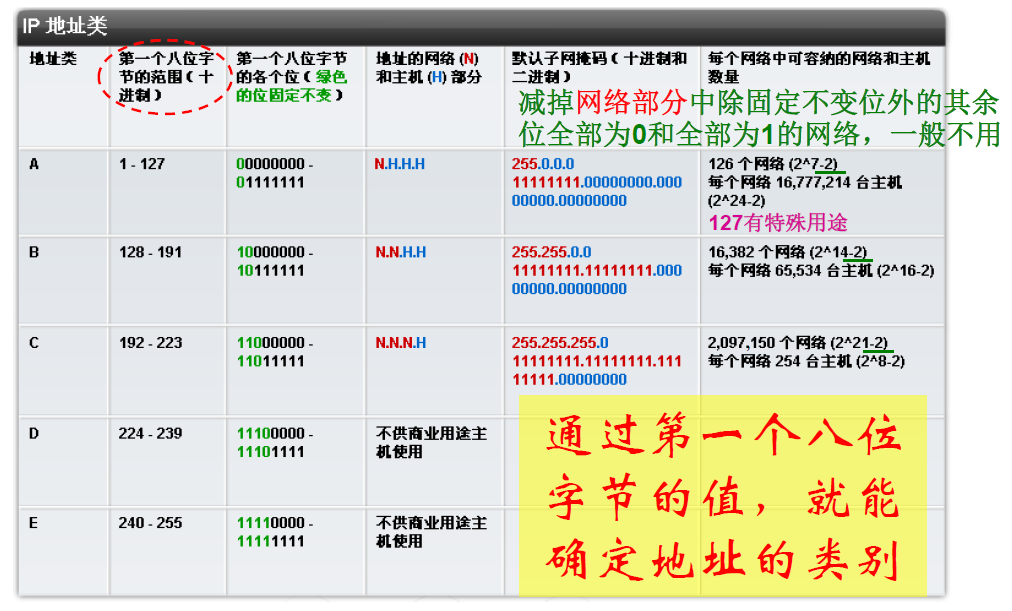 IP 地址类
地址类
第一个八位字
节的范围（十
进制）
第一个八位字节
的各个位（绿色
的位固定不变）
地址的网络 (N)
和主机 (H) 部分
默认子网掩码（十进制和
二进制）
每个网络中可容纳的网络和主机
数量
减掉网络部分中除固定不变位外的其余
位全部为0和全部为1的网络，一般不用
A
1 - 127
00000000 -
01111111
N.H.H.H
255.0.0.0
11111111.00000000.000
00000.00000000
126 个网络 (2^7-2)
每个网络 16,777,214 台主机
(2^24-2)
127有特殊用途
B
128 - 191
10000000 -
10111111
N.N.H.H
255.255.0.0
11111111.11111111.000
00000.00000000
16,382 个网络 (2^14-2)
每个网络 65,534 台主机 (2^16-2)
C
192 - 223
11000000 -
11011111
N.N.N.H
255.255.255.0
11111111.11111111.111
11111.00000000
2,097,150 个网络 (2^21-2)
每个网络 254 台主机 (2^8-2)
D
224 - 239
11100000 -
11101111
不供商业用途主
机使用
E
240 - 255
11110000 -
11111111
不供商业用途主
机使用
通过第一个八位
字节的值，就能
确定地址的类别